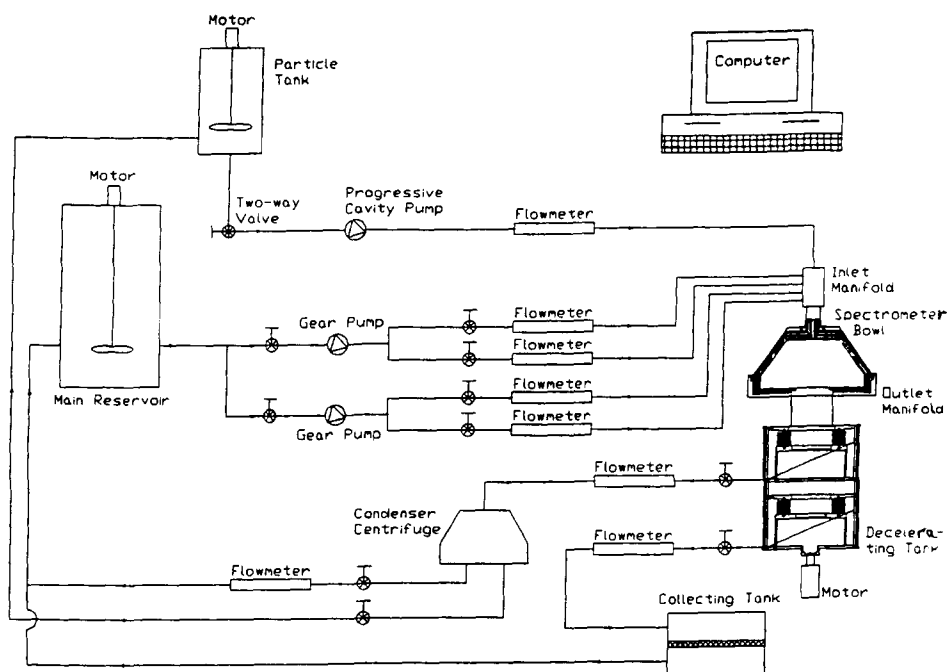 Motor
Particle
Tank
Computer
Motor
Two-way
Valve
Progressive
Cavity Pump
Flowmeter
Inlet
Manifold
Spectrometer
Bowl
Gear Pump
Flowmeter
Flowmeter
Main Reservoir
Flowmeter
Outlet
Manifold
Gear Pump
Flowmeter
Flowmeter
Condenser
Centrifuge
Flowmeter
Decelera-
ting Tank
Flowmeter
Motor
Collecting Tank